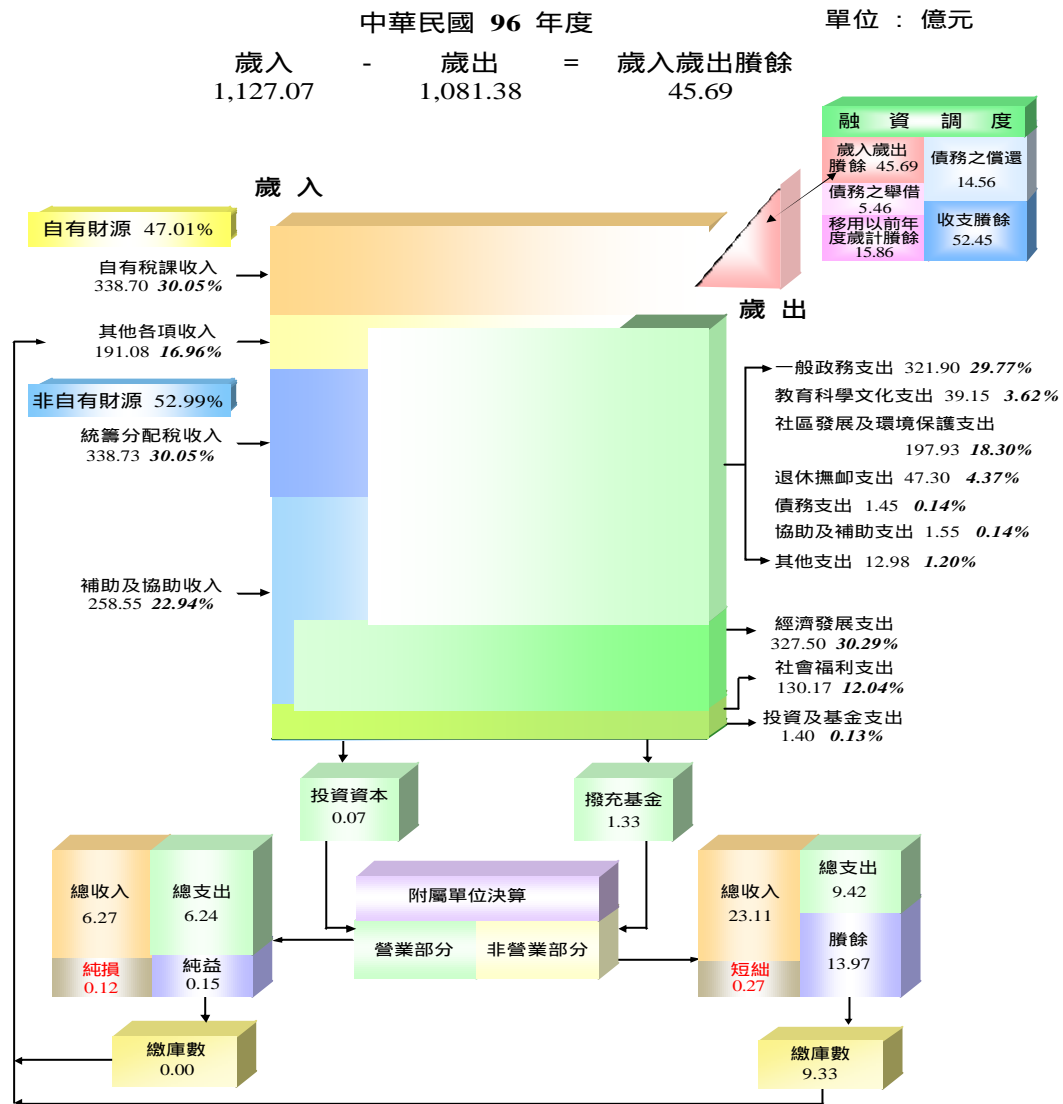 中華民國 96 年度
單位 : 億元
歲入 - 歲出 = 歲入歲出賸餘
1,127.07 1,081.38 45.69
融資調度
歲入歲出
賸餘 45.69
債務之舉借
5.46
移用以前年
度歲計賸餘
15.86
債務之償還
14.56
收支賸餘
52.45
歲 入
自有財源 47.01%
自有稅課收入
338.70 30.05%
其他各項收入
191.08 16.96%
非自有財源 52.99%
統籌分配稅收入
338.73 30.05%
補助及協助收入
258.55 22.94%
歲 出
一般政務支出 321.90 29.77%
教育科學文化支出 39.15 3.62%
社區發展及環境保護支出
197.93 18.30%
退休撫卹支出 47.30 4.37%
債務支出 1.45 0.14%
協助及補助支出 1.55 0.14%
其他支出 12.98 1.20%
經濟發展支出
327.50 30.29%
社會福利支出
130.17 12.04%
投資及基金支出
1.40 0.13%
投資資本
0.07
撥充基金
1.33
總收入
6.27
純損
0.12
總支出
6.24
純益
0.15
附屬單位決算
營業部分
非營業部分
總收入
23.11
短絀
0.27
總支出
9.42
賸餘
13.97
繳庫數
0.00
繳庫數
9.33